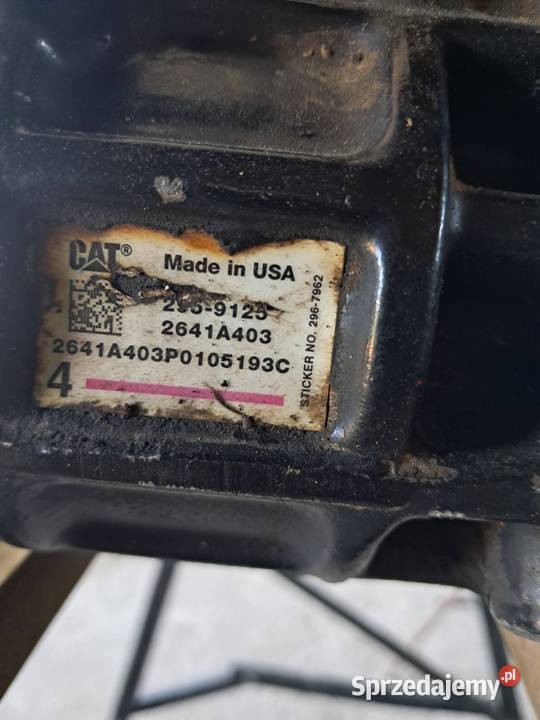 CAT® Made in USA
295-9125
2641A403
2641A403P0105193C
4
STICKER NO. 296-7962
Sprzedajemy.pl